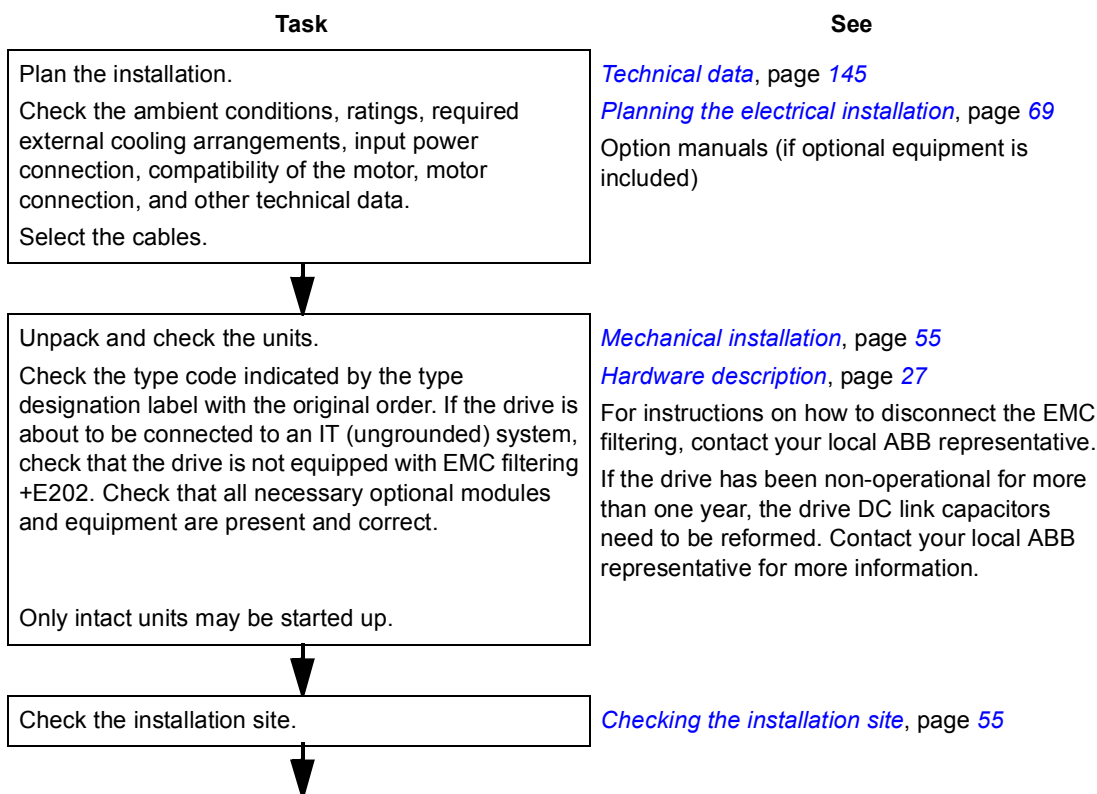 Task
See
Plan the installation.
Check the ambient conditions, ratings, required
external cooling arrangements, input power
connection, compatibility of the motor, motor
connection, and other technical data.
Select the cables.
Technical data, page 145
Planning the electrical installation, page 69
Option manuals (if optional equipment is
included)
Unpack and check the units.
Check the type code indicated by the type
designation label with the original order. If the drive is
about to be connected to an IT (ungrounded) system,
check that the drive is not equipped with EMC filtering
+E202. Check that all necessary optional modules
and equipment are present and correct.
Only intact units may be started up.
Mechanical installation, page 55
Hardware description, page 27
For instructions on how to disconnect the EMC
filtering, contact your local ABB representative.
If the drive has been non-operational for more
than one year, the drive DC link capacitors
need to be reformed. Contact your local ABB
representative for more information.
Check the installation site.
Checking the installation site, page 55